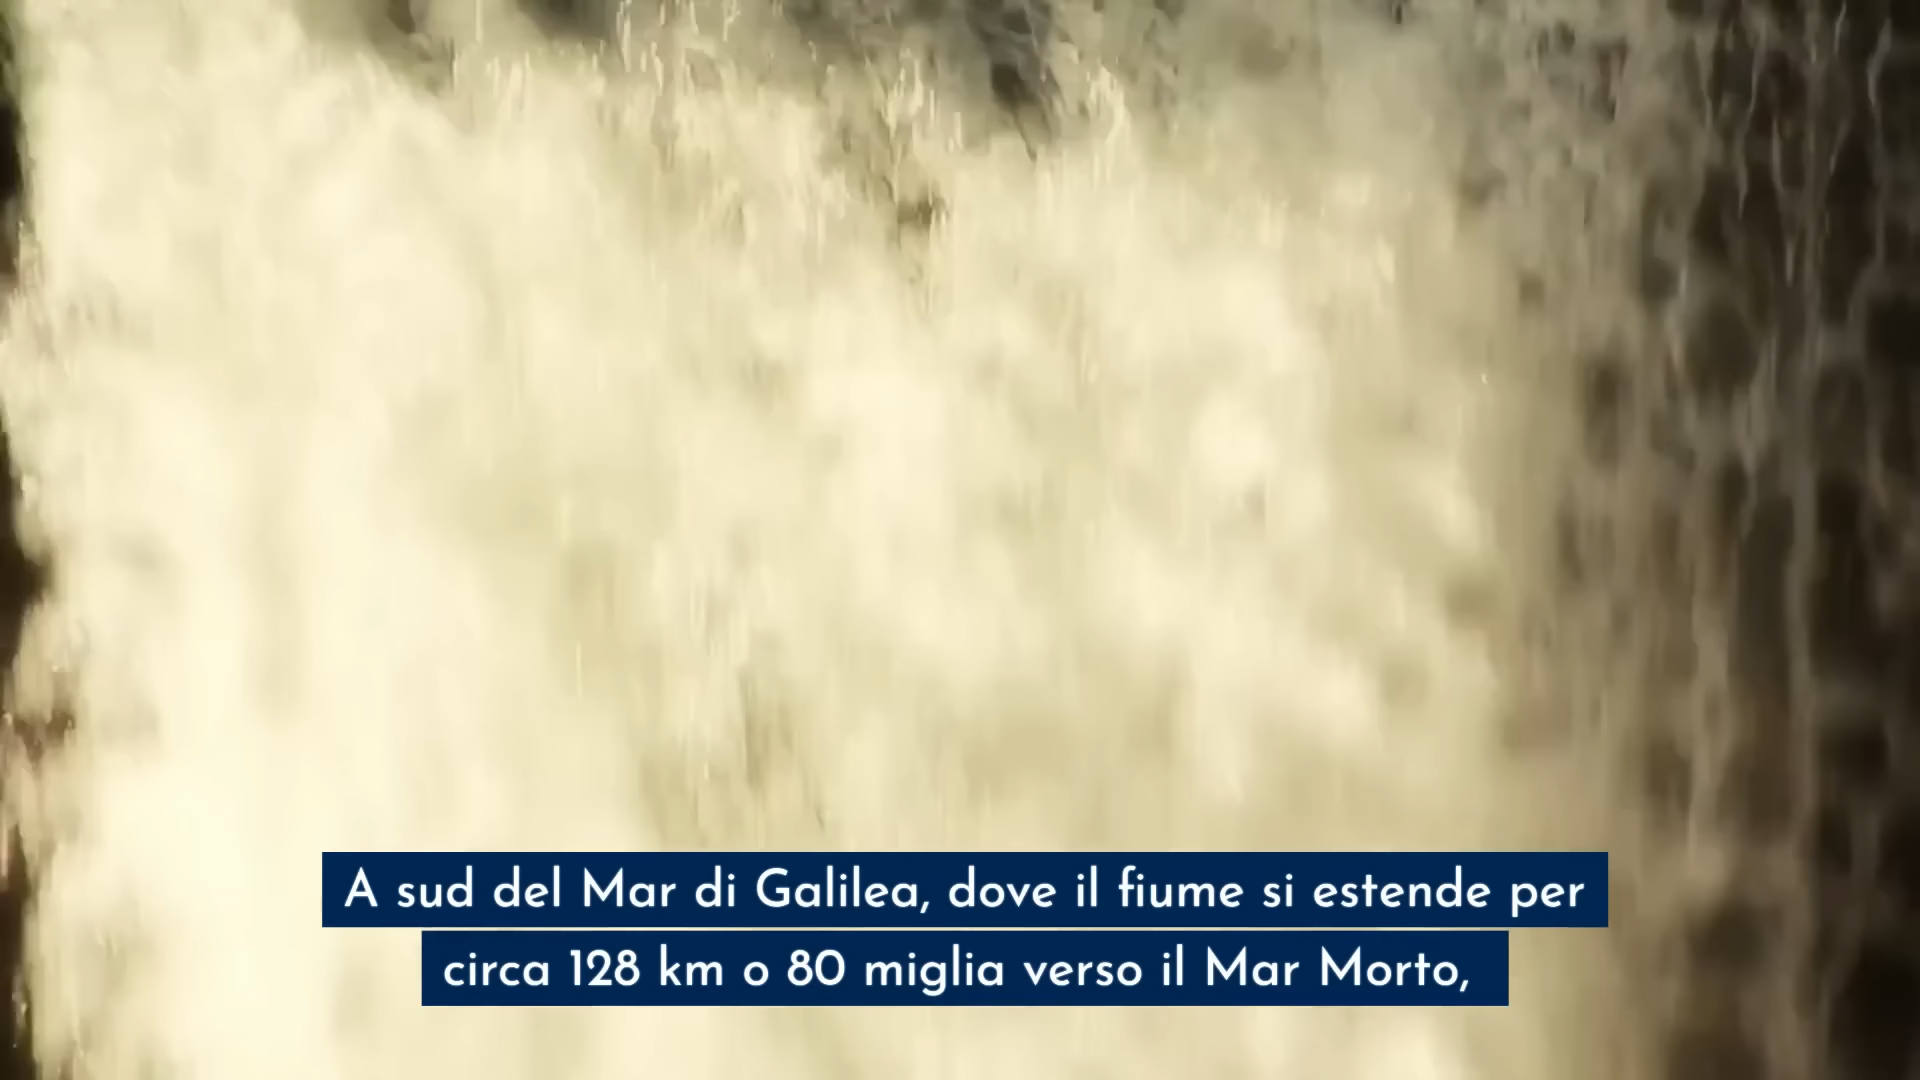 A sud del Mar di Galilea, dove il fiume si estende per
circa 128 km o 80 miglia verso il Mar Morto,